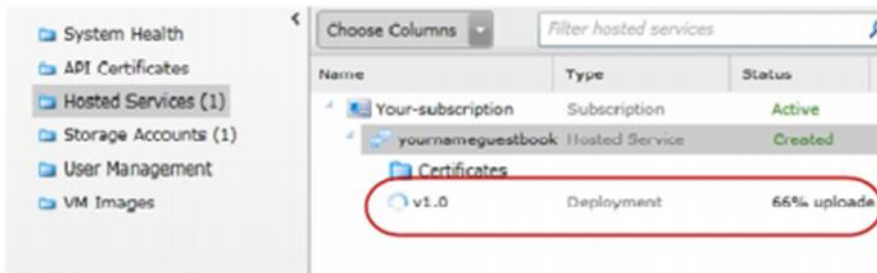 System Health
API Certificates
Hosted Services (1)
Storage Accounts (1)
User Management
VM Images
Choose Columns
Filter hosted services
Name Type Status
Your-subscription Subscription Active
yournameguestbook Hosted Service Created
Certificates
v1.0 Deployment 66% uploade